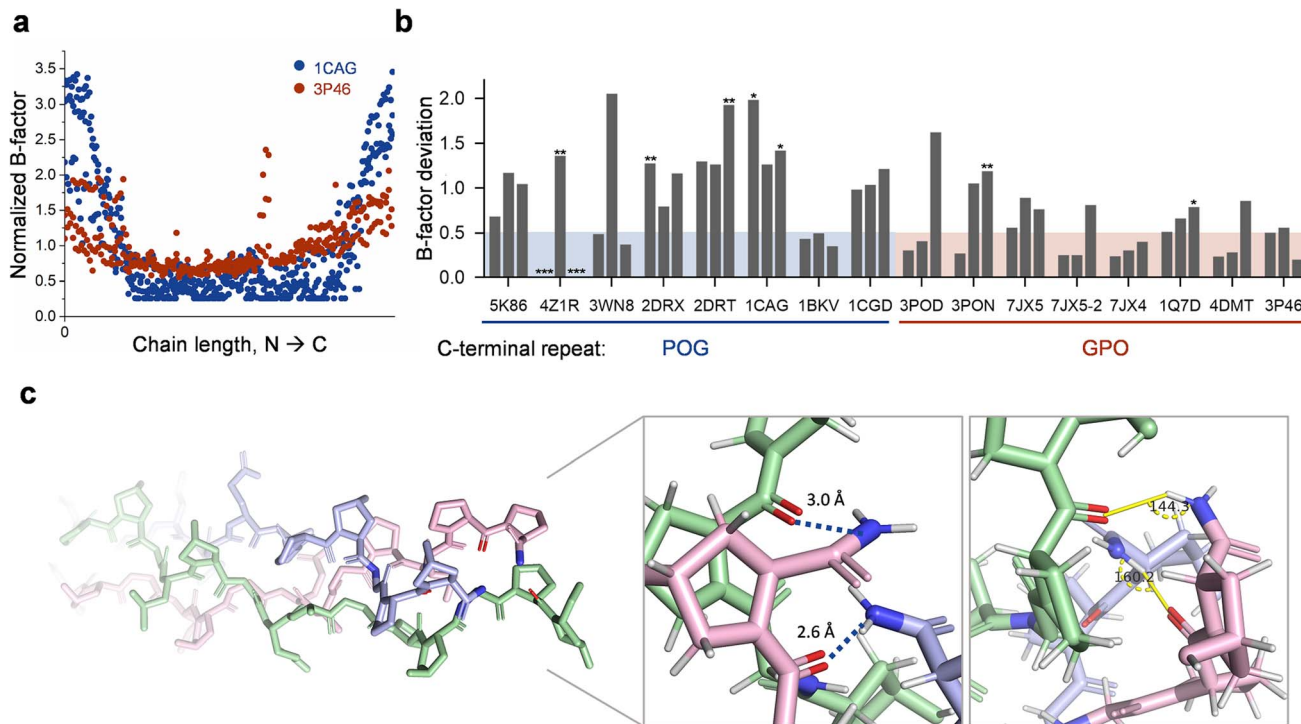 a
Normalized B-factor
3.5
3.0
2.5
2.0
1.5
1.0
0.5
0.0
0
1CAG
3P46
Chain length, N → C
b
B-factor deviation
2.0
1.5
1.0
0.5
0.0
*** ** *** ** ** * * ** *
5K86 4Z1R 3WN8 2DRX 2DRT 1CAG 1BKV 1CGD 3POD 3PON 7JX5 7JX5-2 7JX4 1Q7D 4DMT 3P46
C-terminal repeat: POG GPO
c
3.0 Å
2.6 Å
144.3
160.2